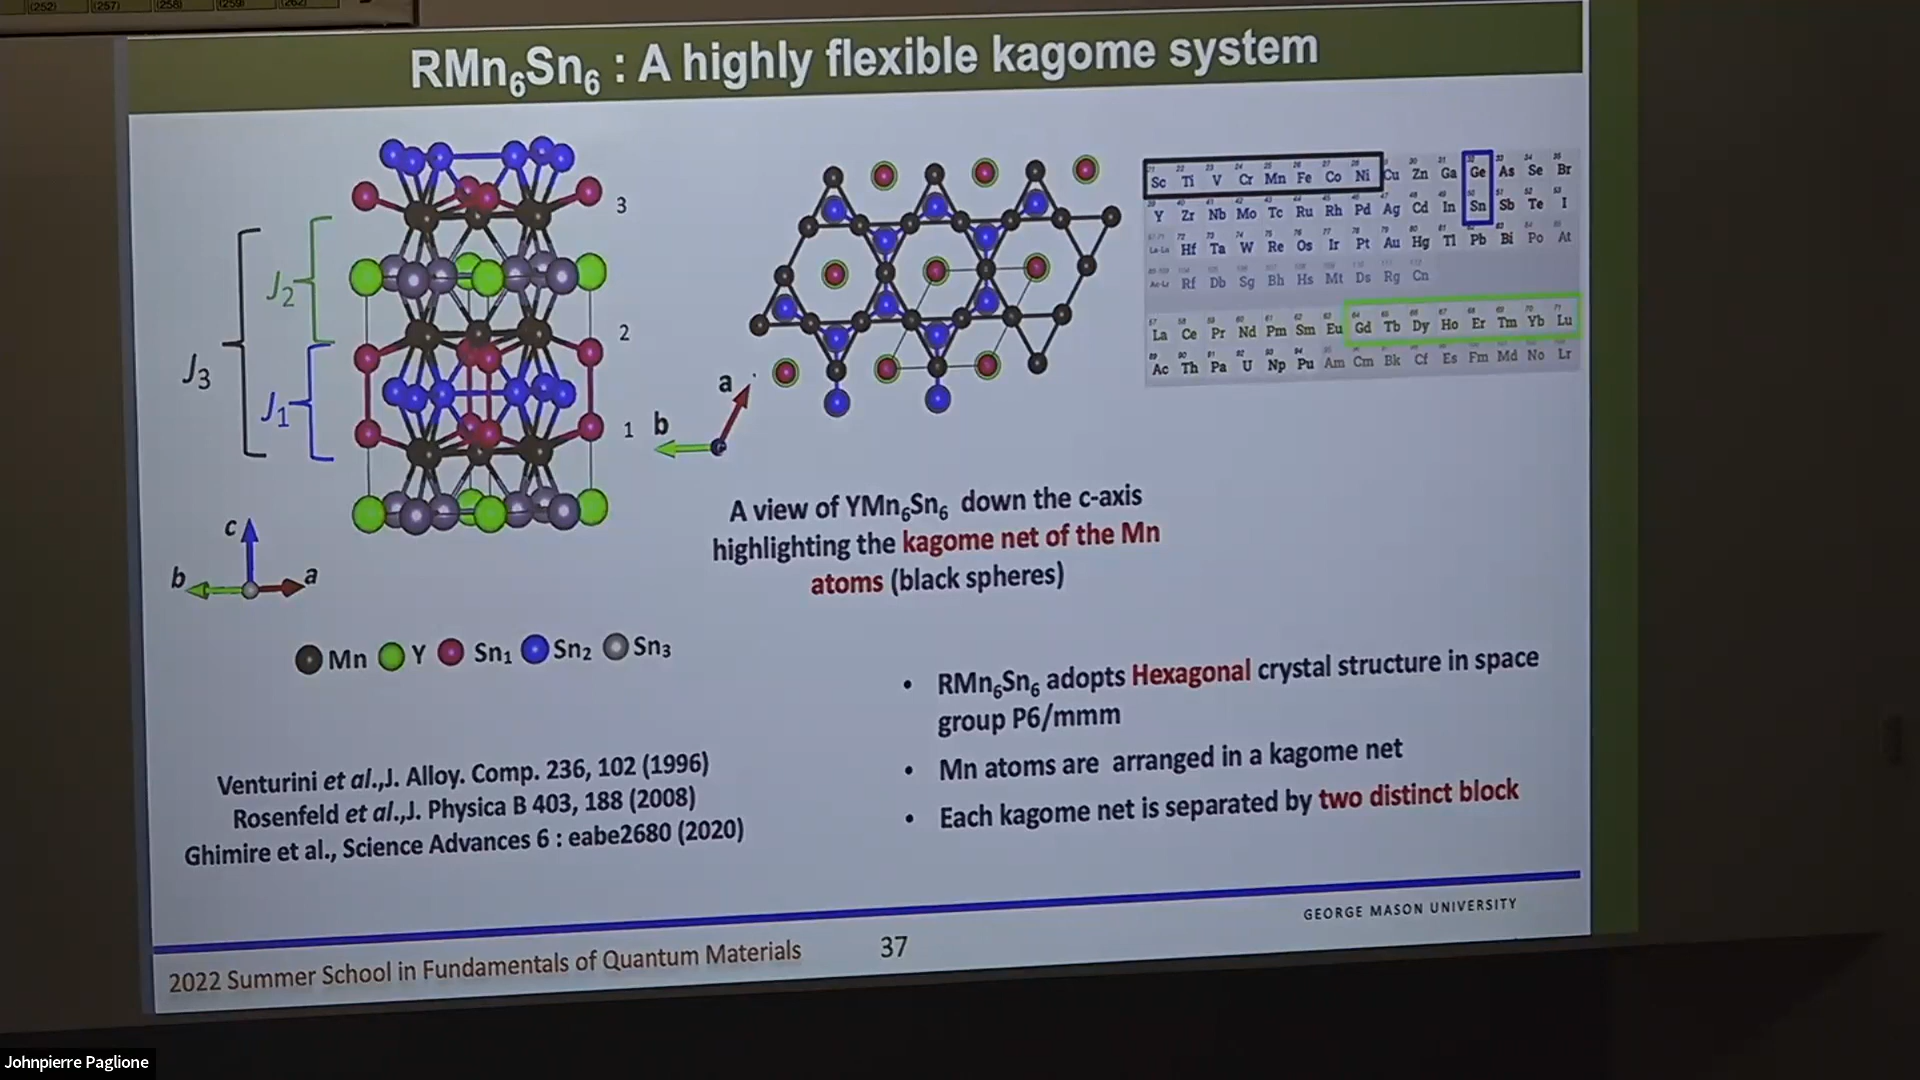 (252) (257) (258) (259) (262)
RMn₆Sn₆ : A highly flexible kagome system
3
J₂
2
J₃
J₁
1
c
b
a
a
b
Mn Y Sn₁ Sn₂ Sn₃
A view of YMn₆Sn₆ down the c-axis
highlighting the kagome net of the Mn
atoms (black spheres)
Sc Ti V Cr Mn Fe Co Ni Cu Zn Ga Ge As Se Br
Y Zr Nb Mo Tc Ru Rh Pd Ag Cd In Sn Sb Te I
La-Lu Hf Ta W Re Os Ir Pt Au Hg Tl Pb Bi Po At
Ac-Lr Rf Db Sg Bh Hs Mt Ds Rg Cn
La Ce Pr Nd Pm Sm Eu Gd Tb Dy Ho Er Tm Yb Lu
Ac Th Pa U Np Pu Am Cm Bk Cf Es Fm Md No Lr
• RMn₆Sn₆ adopts Hexagonal crystal structure in space
group P6/mmm
• Mn atoms are arranged in a kagome net
• Each kagome net is separated by two distinct block
Venturini et al.,J. Alloy. Comp. 236, 102 (1996)
Rosenfeld et al.,J. Physica B 403, 188 (2008)
Ghimire et al., Science Advances 6 : eabe2680 (2020)
GEORGE MASON UNIVERSITY
2022 Summer School in Fundamentals of Quantum Materials 37
Johnpierre Paglione